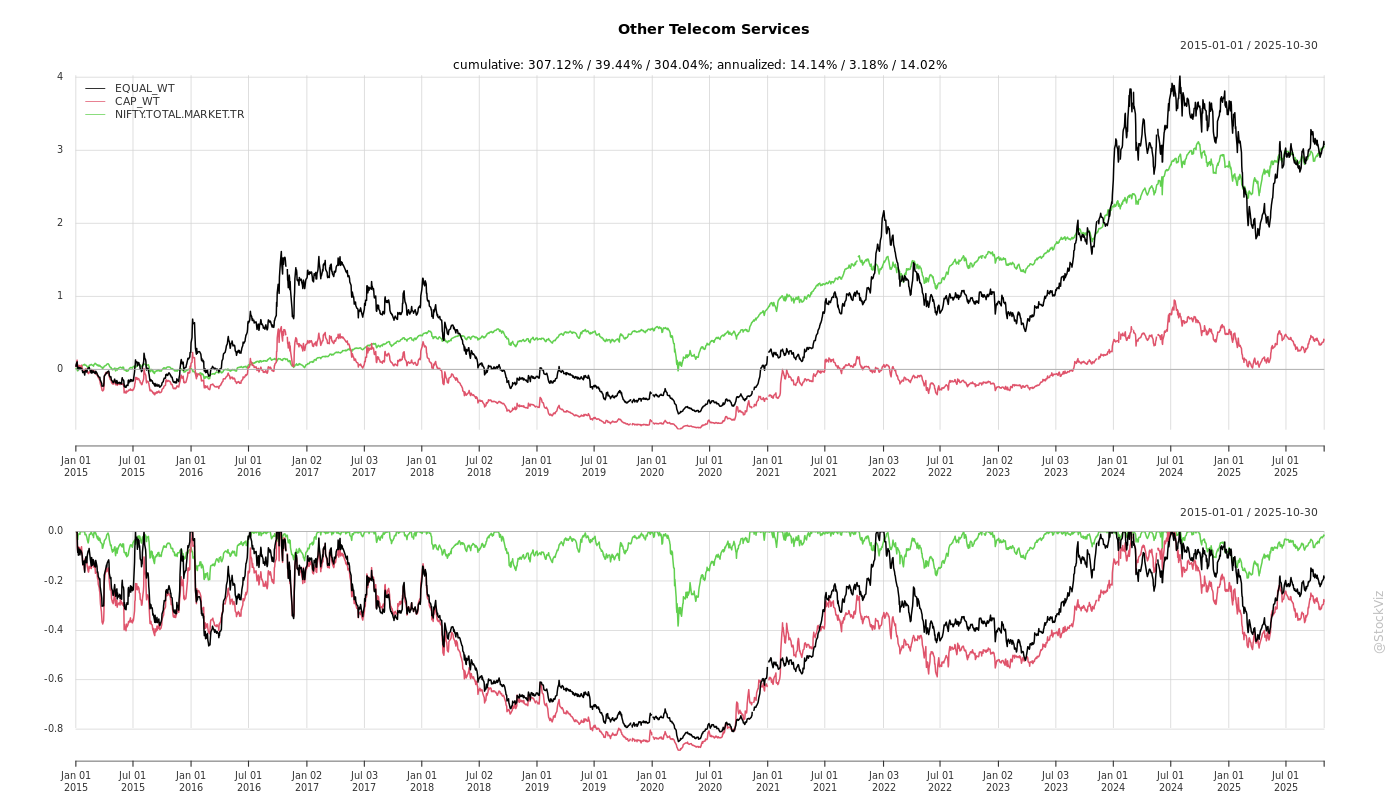 Other Telecom Services
2015-01-01 / 2025-10-30
cumulative: 307.12% / 39.44% / 304.04%; annualized: 14.14% / 3.18% / 14.02%
EQUAL_WT
CAP_WT
NIFTY.TOTAL.MARKET.TR
4
3
2
1
0
Jan 01 Jul 01 Jan 01 Jul 01 Jan 02 Jul 03 Jan 01 Jul 02 Jan 01 Jul 01 Jan 01 Jul 01 Jan 01 Jul 01 Jan 03 Jul 01 Jan 02 Jul 03 Jan 01 Jul 01 Jan 01 Jul 01
2015 2015 2016 2016 2017 2017 2018 2018 2019 2019 2020 2020 2021 2021 2022 2022 2023 2023 2024 2024 2025 2025
2015-01-01 / 2025-10-30
0.0
-0.2
-0.4
-0.6
-0.8
Jan 01 Jul 01 Jan 01 Jul 01 Jan 02 Jul 03 Jan 01 Jul 02 Jan 01 Jul 01 Jan 01 Jul 01 Jan 01 Jul 01 Jan 03 Jul 01 Jan 02 Jul 03 Jan 01 Jul 01 Jan 01 Jul 01
2015 2015 2016 2016 2017 2017 2018 2018 2019 2019 2020 2020 2021 2021 2022 2022 2023 2023 2024 2024 2025 2025
@StockViz